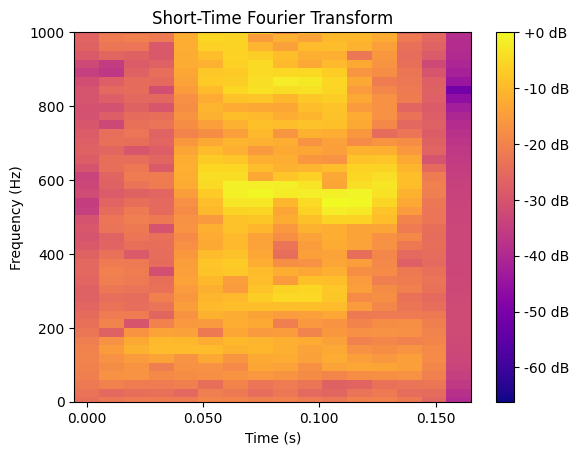 Short-Time Fourier Transform
1000
800
600
400
200
0
Frequency (Hz)
0.000
0.050
0.100
0.150
Time (s)
+0 dB
-10 dB
-20 dB
-30 dB
-40 dB
-50 dB
-60 dB